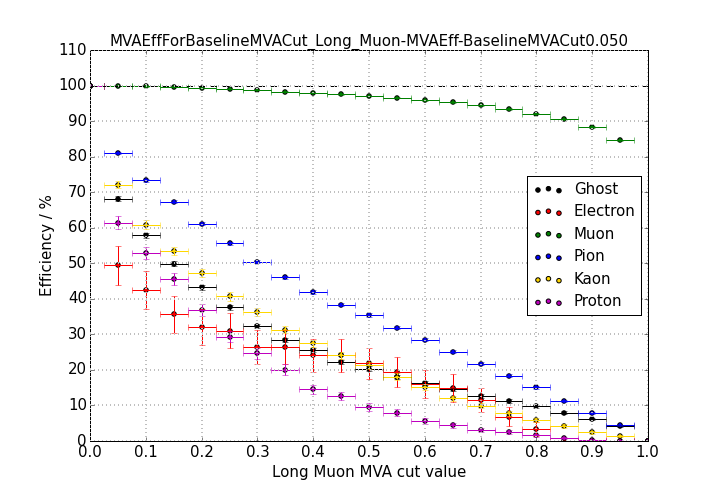 MVAEffForBaselineMVACut_Long_Muon-MVAEff-BaselineMVACut0.050
110
100
90
80
70
60
50
40
30
20
10
0
Efficiency / %
Ghost
Electron
Muon
Pion
Kaon
Proton
0.0 0.1 0.2 0.3 0.4 0.5 0.6 0.7 0.8 0.9 1.0
Long Muon MVA cut value